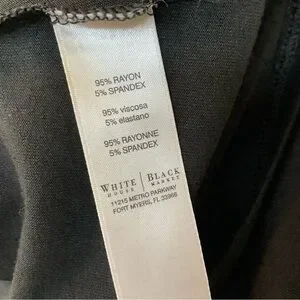 95% RAYON
5% SPANDEX
95% viscosa
5% elastano
95% RAYONNE
5% SPANDEX
WHITE | BLACK
HOUSE | MARKET
11215 METRO PARKWAY
FORT MYERS, FL 33966